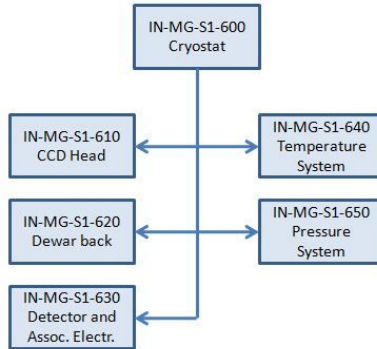 IN-MG-S1-600
Cryostat
IN-MG-S1-610
CCD Head
IN-MG-S1-640
Temperature
System
IN-MG-S1-620
Dewar back
IN-MG-S1-650
Pressure
System
IN-MG-S1-630
Detector and
Assoc. Electr.